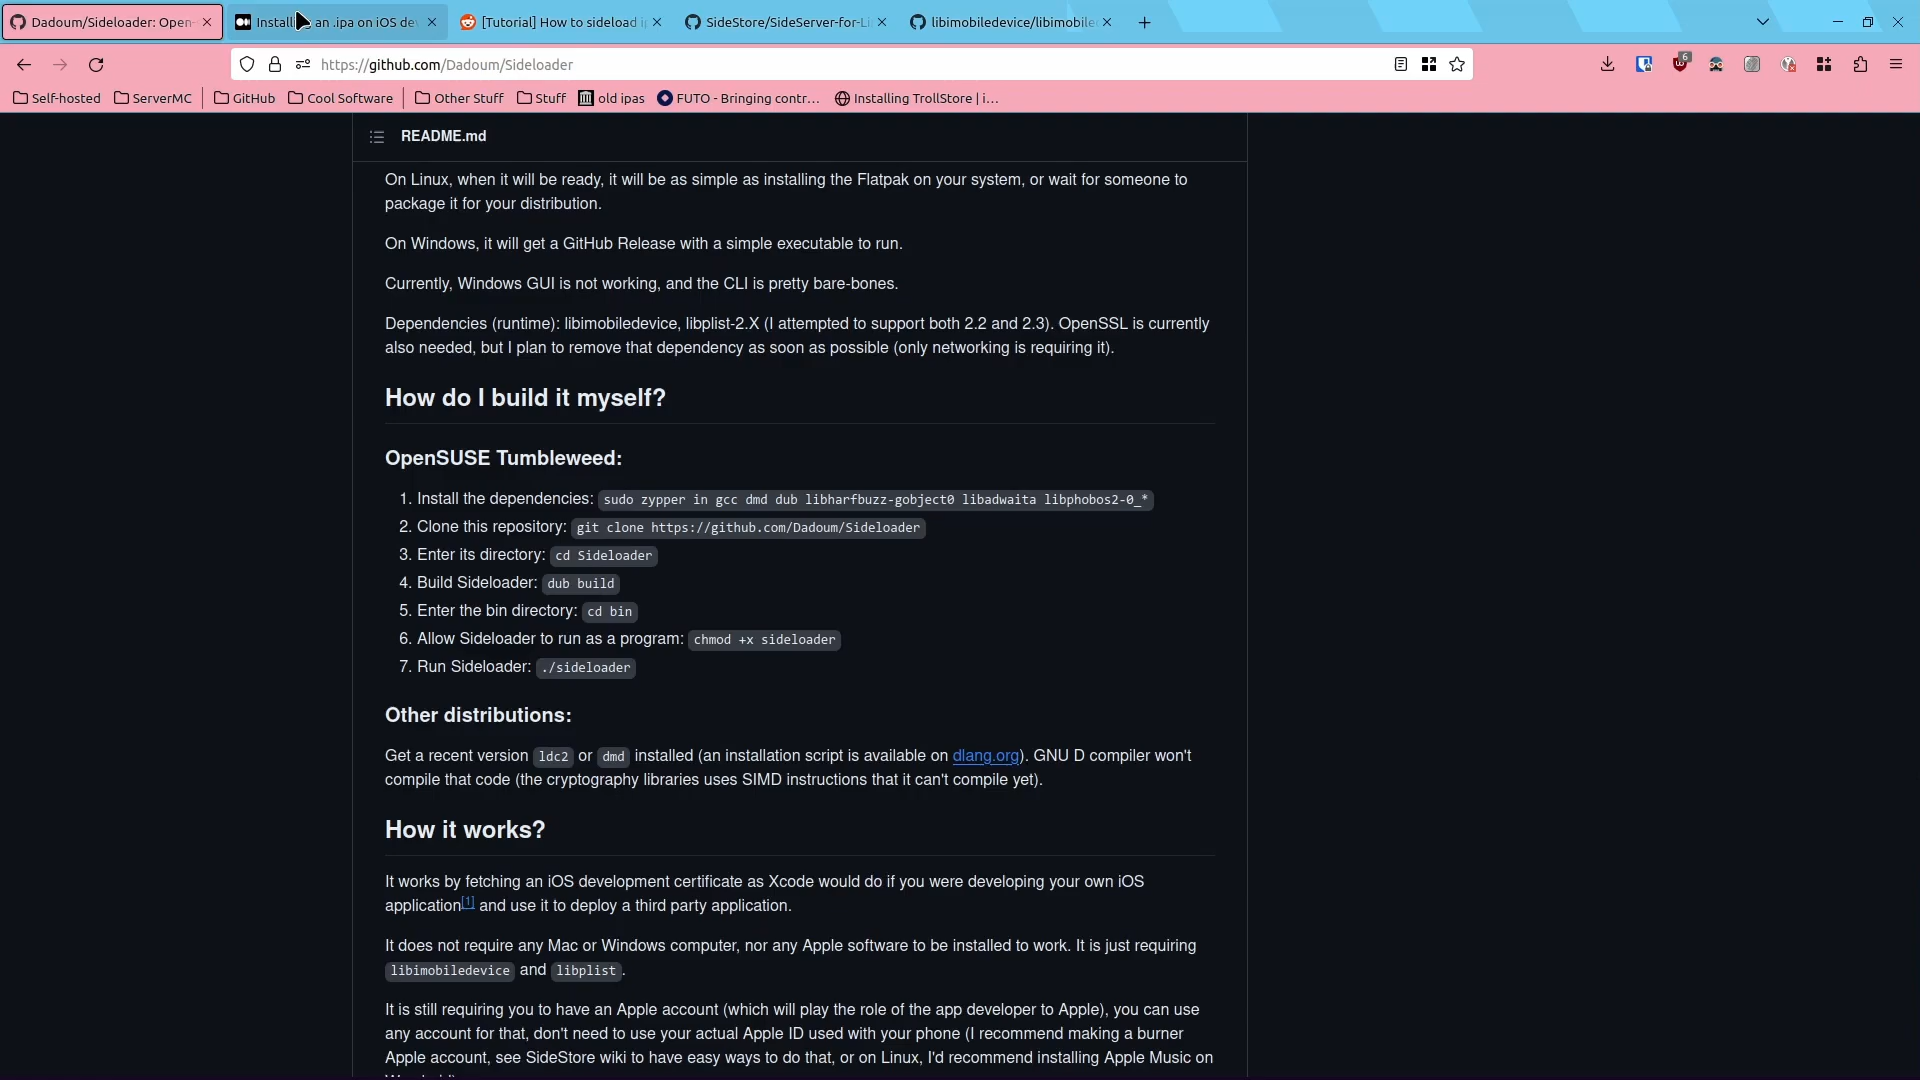 Dadoum/Sideloader: Open-
Install an .ipa on iOS de
[Tutorial] How to sideload i
SideStore/SideServer-for-Li
libimobiledevice/libimobile
https://github.com/Dadoum/Sideloader
6
Self-hosted
ServerMC
GitHub
Cool Software
Other Stuff
Stuff
old ipas
FUTO - Bringing contr...
Installing TrollStore | i...
README.md
On Linux, when it will be ready, it will be as simple as installing the Flatpak on your system, or wait for someone to
package it for your distribution.
On Windows, it will get a GitHub Release with a simple executable to run.
Currently, Windows GUI is not working, and the CLI is pretty bare-bones.
Dependencies (runtime): libimobiledevice, libplist-2.X (I attempted to support both 2.2 and 2.3). OpenSSL is currently
also needed, but I plan to remove that dependency as soon as possible (only networking is requiring it).
How do I build it myself?
OpenSUSE Tumbleweed:
1. Install the dependencies: sudo zypper in gcc dmd dub libharfbuzz-gobject0 libadwaita libphobos2-0_*
2. Clone this repository: git clone https://github.com/Dadoum/Sideloader
3. Enter its directory: cd Sideloader
4. Build Sideloader: dub build
5. Enter the bin directory: cd bin
6. Allow Sideloader to run as a program: chmod +x sideloader
7. Run Sideloader: ./sideloader
Other distributions:
Get a recent version ldc2 or dmd installed (an installation script is available on dlang.org). GNU D compiler won't
compile that code (the cryptography libraries uses SIMD instructions that it can't compile yet).
How it works?
It works by fetching an iOS development certificate as Xcode would do if you were developing your own iOS
application[1] and use it to deploy a third party application.
It does not require any Mac or Windows computer, nor any Apple software to be installed to work. It is just requiring
libimobiledevice and libplist.
It is still requiring you to have an Apple account (which will play the role of the app developer to Apple), you can use
any account for that, don't need to use your actual Apple ID used with your phone (I recommend making a burner
Apple account, see SideStore wiki to have easy ways to do that, or on Linux, I'd recommend installing Apple Music on